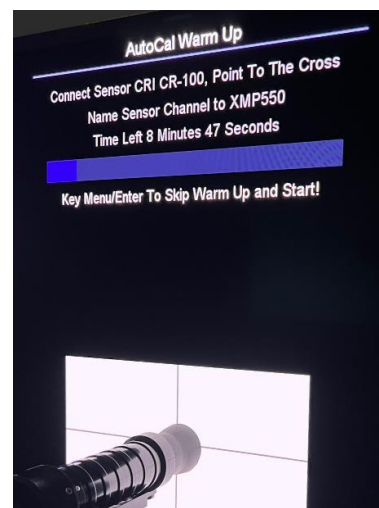 AutoCal Warm Up
Connect Sensor CRI CR-100, Point To The Cross
Name Sensor Channel to XMP550
Time Left 8 Minutes 47 Seconds
Key Menu/Enter To Skip Warm Up and Start!